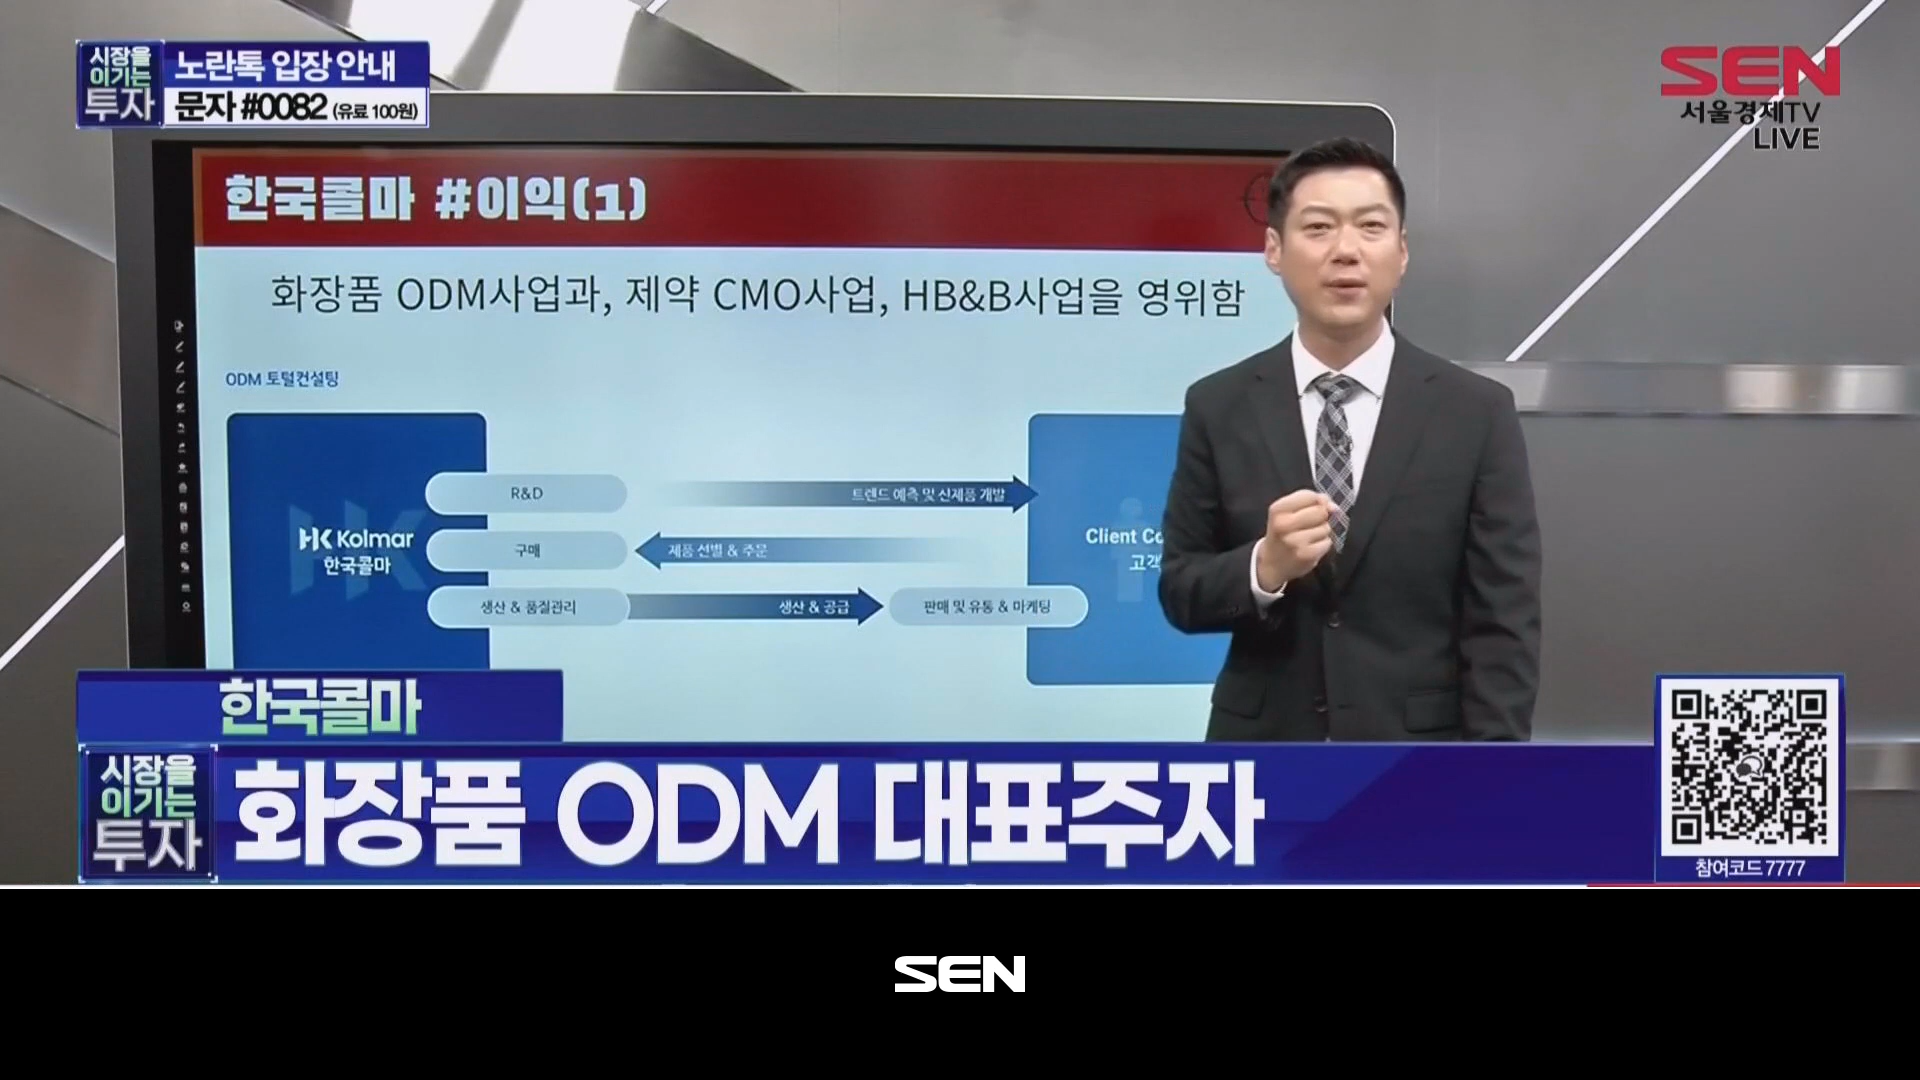 시장을
이기는
투자
노란톡 입장 안내
문자 #0082 (유료 100원)
SEN
서울경제TV
LIVE
한국콜마 #이익(1)
화장품 ODM사업과, 제약 CMO사업, HB&B사업을 영위함
ODM 토털컨설팅
R&D
트렌드 예측 및 신제품 개발
HK Kolmar
한국콜마
구매
제품 선별 & 주문
Client
고객
생산 & 품질관리
생산 & 공급
판매 및 유통 & 마케팅
한국콜마
시장을
이기는
투자
화장품 ODM 대표주자
참여코드 7777
SEN